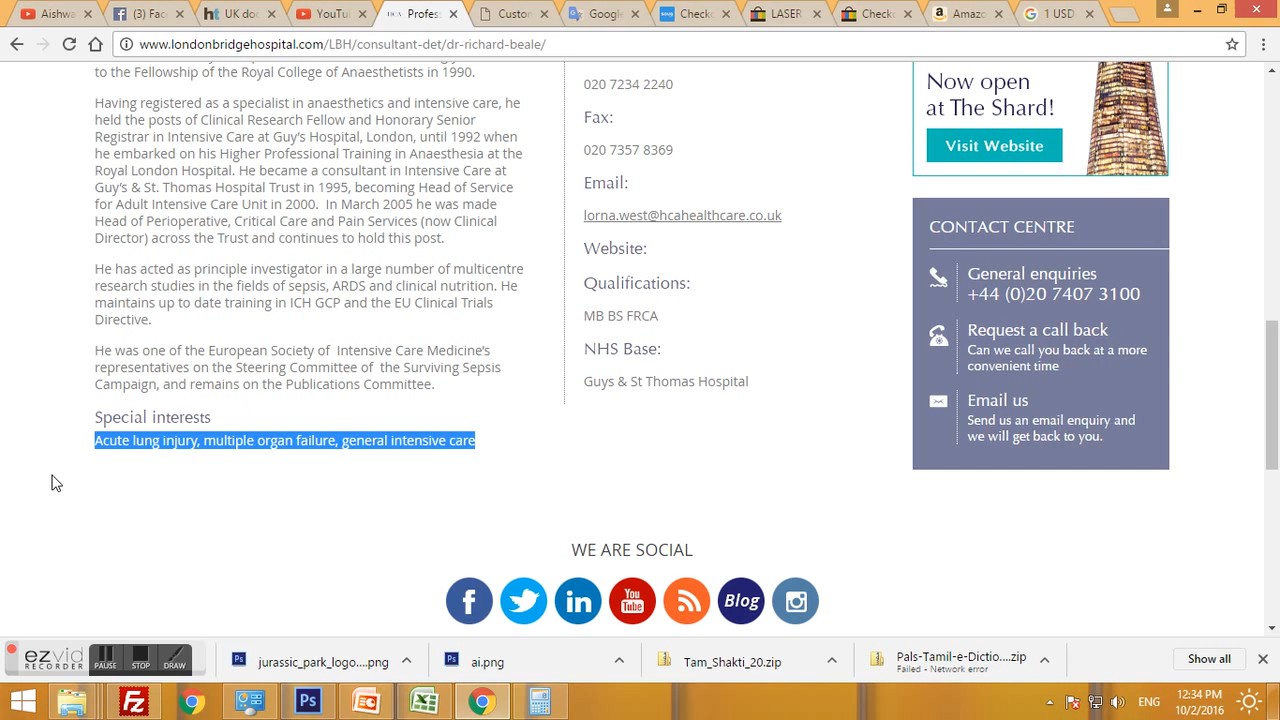 Aishwa
(3) Face
UK doc
YouTub
Profess
Custon
Google
Checko
LASER
Checko
Amazo
1 USD
www.londonbridgehospital.com/LBH/consultant-det/dr-richard-beale/
to the Fellowship of the Royal College of Anaesthetists in 1990.
Having registered as a specialist in anaesthetics and intensive care, he
held the posts of Clinical Research Fellow and Honorary Senior
Registrar in Intensive Care at Guy's Hospital, London, until 1992 when
he embarked on his Higher Professional Training in Anaesthesia at the
Royal London Hospital. He became a consultant in Intensive Care at
Guy's & St. Thomas Hospital Trust in 1995, becoming Head of Service
for Adult Intensive Care Unit in 2000. In March 2005 he was made
Head of Perioperative, Critical Care and Pain Services (now Clinical
Director) across the Trust and continues to hold this post.
He has acted as principle investigator in a large number of multicentre
research studies in the fields of sepsis, ARDS and clinical nutrition. He
maintains up to date training in ICH GCP and the EU Clinical Trials
Directive.
He was one of the European Society of Intensive Care Medicine's
representatives on the Steering Committee of the Surviving Sepsis
Campaign, and remains on the Publications Committee.
Special interests
Acute lung injury, multiple organ failure, general intensive care
020 7234 2240
Fax:
020 7357 8369
Email:
lorna.west@hcahealthcare.co.uk
Website:
Qualifications:
MB BS FRCA
NHS Base:
Guys & St Thomas Hospital
Now open
at The Shard!
Visit Website
CONTACT CENTRE
General enquiries
+44 (0)20 7407 3100
Request a call back
Can we call you back at a more
convenient time
Email us
Send us an email enquiry and
we will get back to you.
WE ARE SOCIAL
You
Tube
Blog
ezvid
RECORDER
PAUSE
STOP
DRAW
jurassic_park_logo....png
ai.png
Tam_Shakti_20.zip
Pals-Tamil-e-Dictio....zip
Failed - Network error
Show all
ENG
12:34 PM
10/2/2016